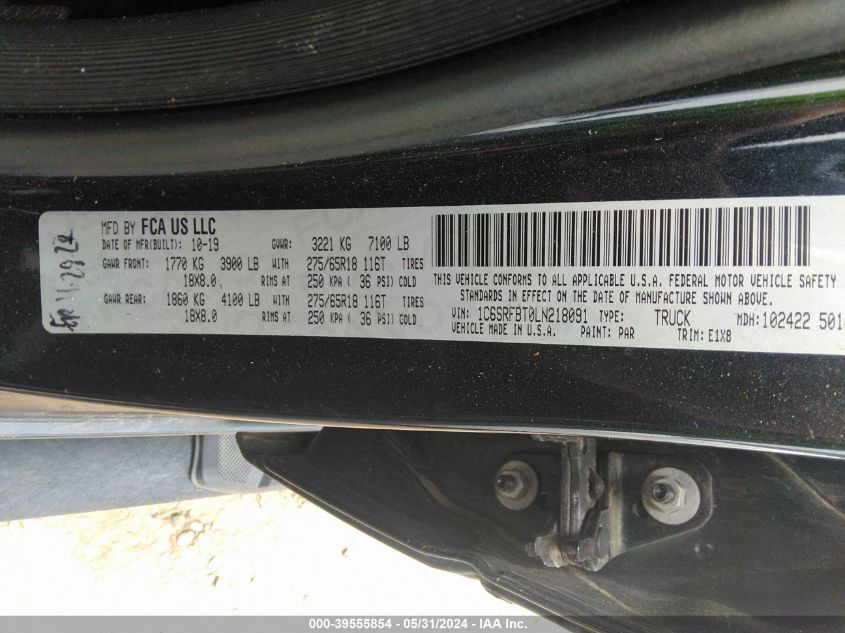 MFD BY FCA US LLC
DATE OF MFR(BUILT): 10-19 GVWR: 3221 KG 7100 LB
GAWR FRONT: 1770 KG 3900 LB WITH 275/65R18 116T TIRES
18X8.0 RIMS AT 250 KPA ( 36 PSI) COLD
GAWR REAR: 1860 KG 4100 LB WITH 275/65R18 116T TIRES
18X8.0 RIMS AT 250 KPA ( 36 PSI) COLD
THIS VEHICLE CONFORMS TO ALL APPLICABLE U.S.A. FEDERAL MOTOR VEHICLE SAFETY
STANDARDS IN EFFECT ON THE DATE OF MANUFACTURE SHOWN ABOVE.
VIN: 1C6SRFBT0LN218091 TYPE: TRUCK MDH:102422 501
VEHICLE MADE IN U.S.A. PAINT: PAR TRIM: E1X8
000-39555854 / 05/31/2024 / © IAA Inc.